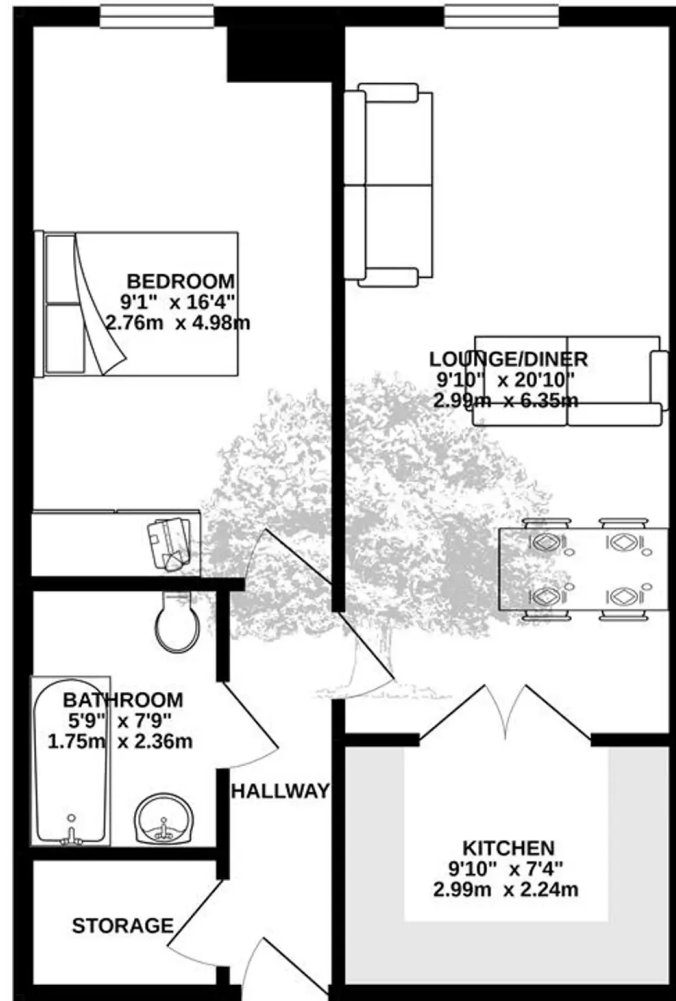 BEDROOM
9'1" x 16'4"
2.76m x 4.98m
LOUNGE/DINER
9'10" x 20'10"
2.99m x 6.35m
BATHROOM
5'9" x 7'9"
1.75m x 2.36m
HALLWAY
KITCHEN
9'10" x 7'4"
2.99m x 2.24m
STORAGE